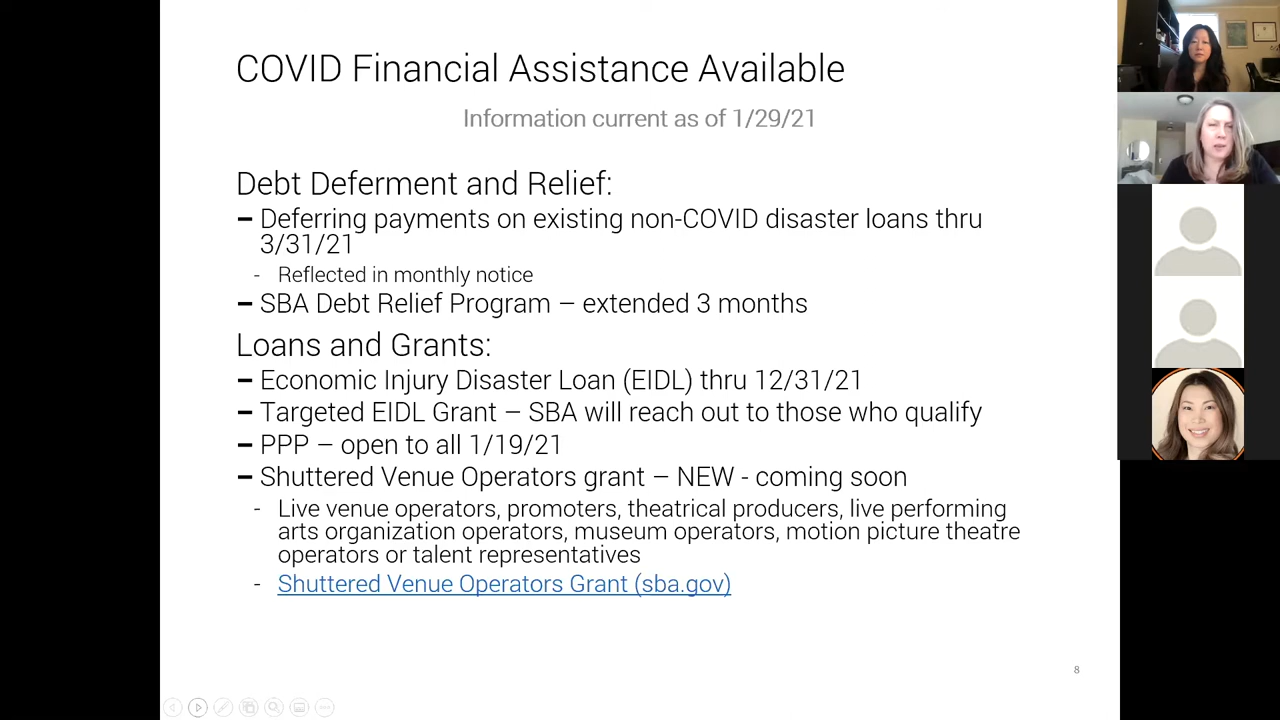 COVID Financial Assistance Available
Information current as of 1/29/21
Debt Deferment and Relief:
– Deferring payments on existing non-COVID disaster loans thru
3/31/21
- Reflected in monthly notice
– SBA Debt Relief Program – extended 3 months
Loans and Grants:
– Economic Injury Disaster Loan (EIDL) thru 12/31/21
– Targeted EIDL Grant – SBA will reach out to those who qualify
– PPP – open to all 1/19/21
– Shuttered Venue Operators grant – NEW - coming soon
- Live venue operators, promoters, theatrical producers, live performing
arts organization operators, museum operators, motion picture theatre
operators or talent representatives
- Shuttered Venue Operators Grant (sba.gov)
8